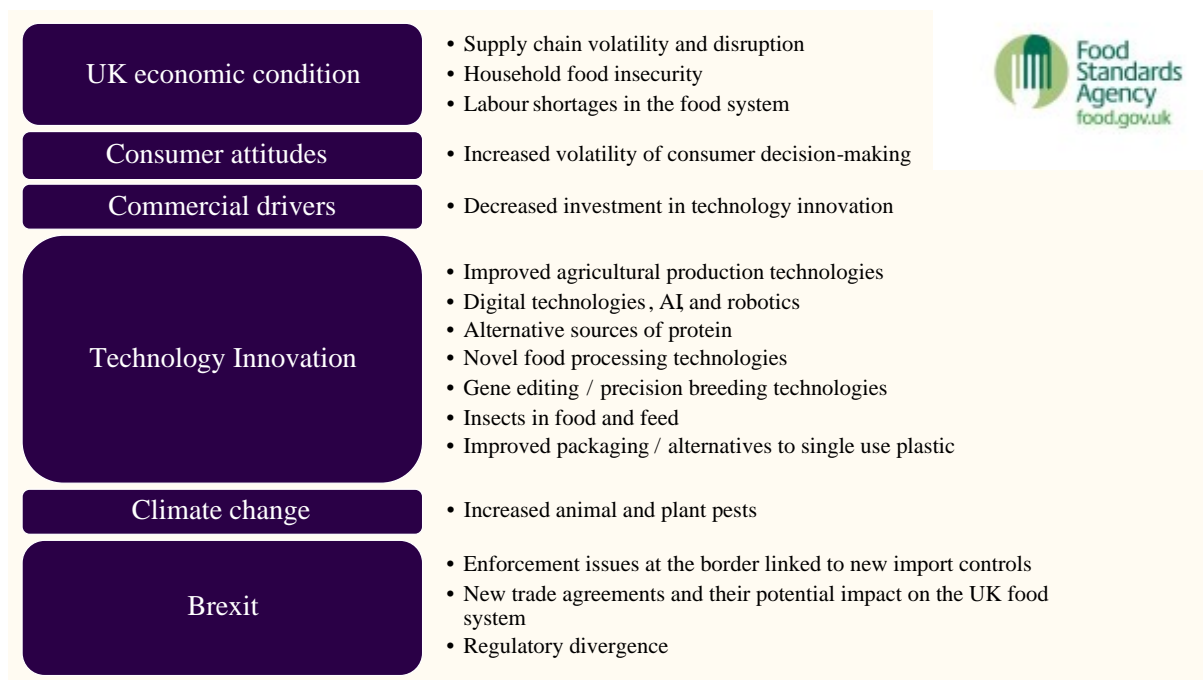 UK economic condition
• Supply chain volatility and disruption
• Household food insecurity
• Labour shortages in the food system
Food
Standards
Agency
food.gov.uk
Consumer attitudes
• Increased volatility of consumer decision-making
Commercial drivers
• Decreased investment in technology innovation
Technology Innovation
• Improved agricultural production technologies
• Digital technologies, AI, and robotics
• Alternative sources of protein
• Novel food processing technologies
• Gene editing / precision breeding technologies
• Insects in food and feed
• Improved packaging / alternatives to single use plastic
Climate change
• Increased animal and plant pests
Brexit
• Enforcement issues at the border linked to new import controls
• New trade agreements and their potential impact on the UK food
system
• Regulatory divergence